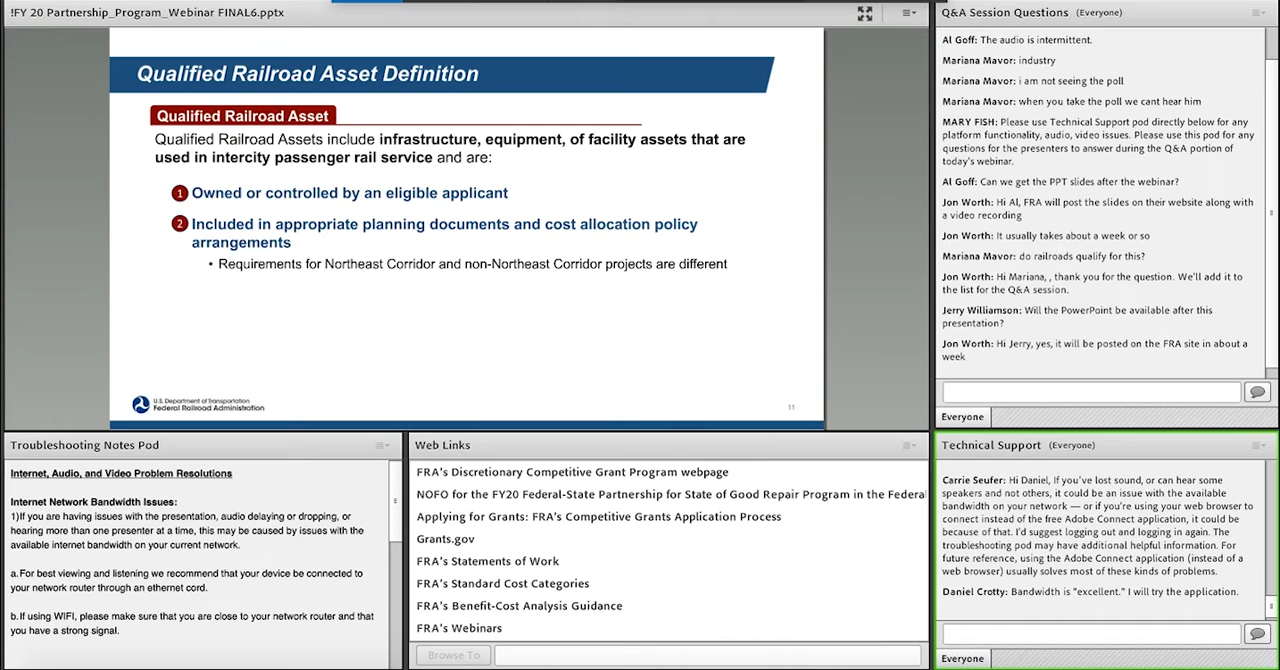 !FY 20 Partnership_Program_Webinar FINAL6.pptx
Qualified Railroad Asset Definition
Qualified Railroad Asset
Qualified Railroad Assets include infrastructure, equipment, of facility assets that are
used in intercity passenger rail service and are:
1 Owned or controlled by an eligible applicant
2 Included in appropriate planning documents and cost allocation policy
arrangements
• Requirements for Northeast Corridor and non-Northeast Corridor projects are different
U.S. Department of Transportation
Federal Railroad Administration
11
Q&A Session Questions (Everyone)
Al Goff: The audio is intermittent.
Mariana Mavor: industry
Mariana Mavor: i am not seeing the poll
Mariana Mavor: when you take the poll we cant hear him
MARY FISH: Please use Technical Support pod directly below for any
platform functionality, audio, video issues. Please use this pod for any
questions for the presenters to answer during the Q&A portion of
today's webinar.
Al Goff: Can we get the PPT slides after the webinar?
Jon Worth: Hi Al, FRA will post the slides on their website along with
a video recording
Jon Worth: It usually takes about a week or so
Mariana Mavor: do railroads qualify for this?
Jon Worth: Hi Mariana, , thank you for the question. We'll add it to
the list for the Q&A session.
Jerry Williamson: Will the PowerPoint be available after this
presentation?
Jon Worth: Hi Jerry, yes, it will be posted on the FRA site in about a
week
Everyone
Troubleshooting Notes Pod
Internet, Audio, and Video Problem Resolutions
Internet Network Bandwidth Issues:
1)If you are having issues with the presentation, audio delaying or dropping, or
hearing more than one presenter at a time, this may be caused by issues with the
available internet bandwidth on your current network.
a.For best viewing and listening we recommend that your device be connected to
your network router through an ethernet cord.
b.If using WIFI, please make sure that you are close to your network router and that
you have a strong signal.
Web Links
FRA's Discretionary Competitive Grant Program webpage
NOFO for the FY20 Federal-State Partnership for State of Good Repair Program in the Federal
Applying for Grants: FRA's Competitive Grants Application Process
Grants.gov
FRA's Statements of Work
FRA's Standard Cost Categories
FRA's Benefit-Cost Analysis Guidance
FRA's Webinars
Browse To
Technical Support (Everyone)
Carrie Seufer: Hi Daniel, If you've lost sound, or can hear some
speakers and not others, it could be an issue with the available
bandwidth on your network — or if you're using your web browser to
connect instead of the free Adobe Connect application, it could be
because of that. I'd suggest logging out and logging in again. The
troubleshooting pod may have additional helpful information. For
future reference, using the Adobe Connect application (instead of a
web browser) usually solves most of these kinds of problems.
Daniel Crotty: Bandwidth is "excellent." I will try the application.
Everyone